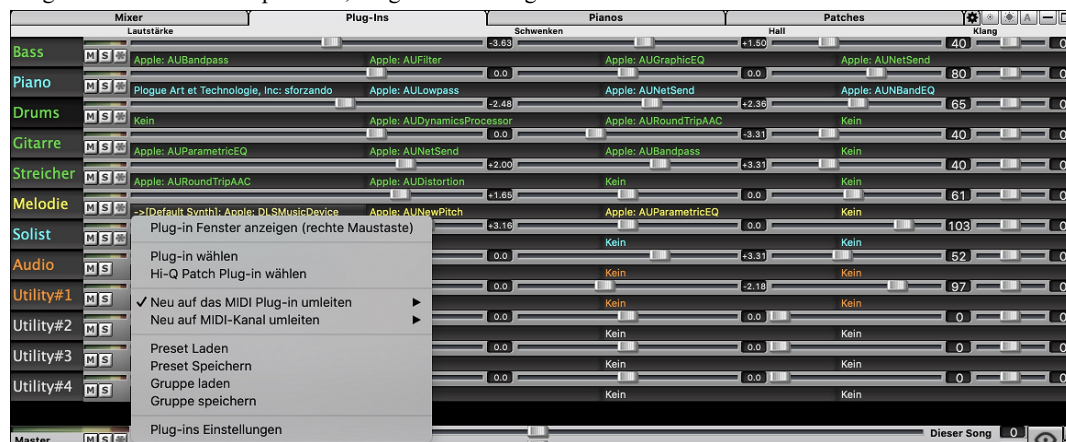 Mixer Plug-Ins Pianos Patches A
Lautstärke Schwenken Hall Klang
Bass M S -3.63 +1.50 40 0
Apple: AUBandpass Apple: AUFilter Apple: AUGraphicEQ Apple: AUNetSend
Piano M S 0.0 0.0 80 0
Plogue Art et Technologie, Inc: sforzando Apple: AULowpass Apple: AUNetSend Apple: AUNBandEQ
Drums M S -2.48 +2.36 65 0
Kein Apple: AUDynamicsProcessor Apple: AURoundTripAAC Kein
Gitarre M S 0.0 -3.31 40 0
Apple: AUParametricEQ Apple: AUNetSend Apple: AUBandpass Kein
Streicher M S +2.00 +3.31 40 0
Apple: AURoundTripAAC Apple: AUDistortion Kein Kein
Melodie M S +1.65 0.0 61 0
->[Default Synth]: Apple: DLSMusicDevice Apple: AUNewPitch Apple: AUParametricEQ Kein
Solist M S +3.16 0.0 103 0
Kein Kein
Audio M S 0.0 +3.31 52 0
Kein Kein
Utility#1 M S 0.0 -2.18 97 0
Kein Kein
Utility#2 M S 0.0 0.0 0 0
Kein Kein
Utility#3 M S 0.0 0.0 0 0
Kein Kein
Utility#4 M S 0.0 0.0 0 0
Kein Kein
Plug-in Fenster anzeigen (rechte Maustaste)
Plug-in wählen
Hi-Q Patch Plug-in wählen
✓ Neu auf das MIDI Plug-in umleiten
Neu auf MIDI-Kanal umleiten
Preset Laden
Preset Speichern
Gruppe laden
Gruppe speichern
Plug-ins Einstellungen
Master M S Dieser Song 0